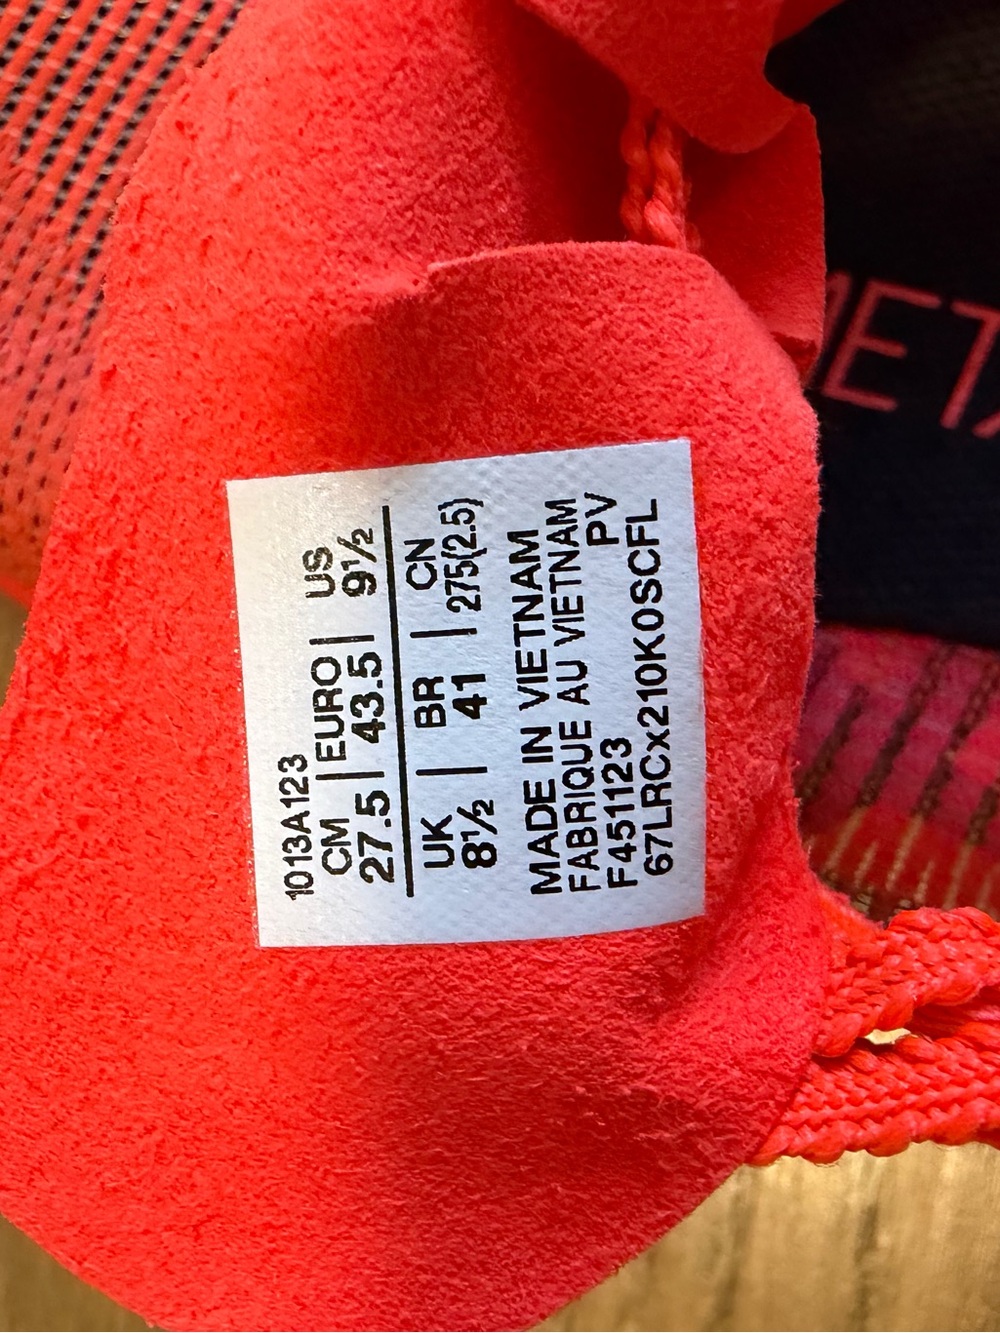 1013A123
CM | EURO | US
27.5 | 43.5 | 9½
UK | BR | CN
8½ | 41 | 275(2.5)
MADE IN VIETNAM
FABRIQUE AU VIETNAM
F451123 PV
67LRCx210K0SCFL
META